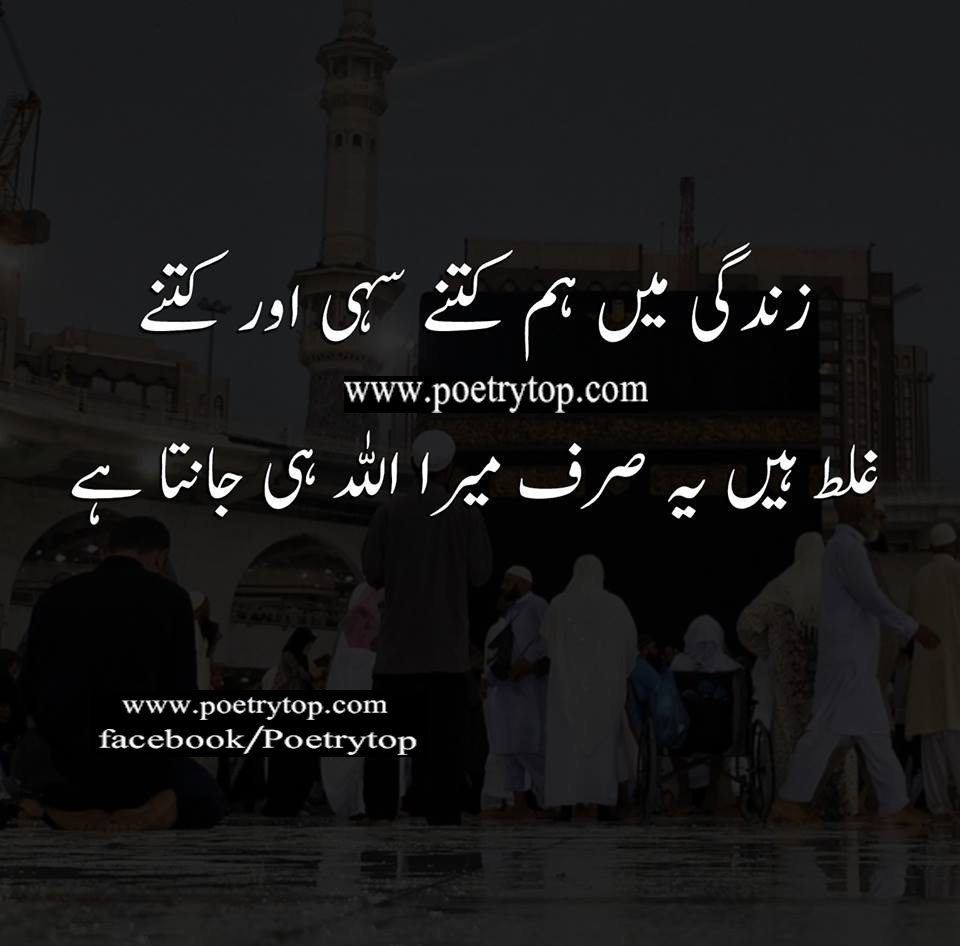 زندگی میں ہم کتنے سہی اور کتنے
www.poetrytop.com
غلط ہیں یہ صرف میرا اللہ ہی جانتا ہے
www.poetrytop.com
facebook/Poetrytop